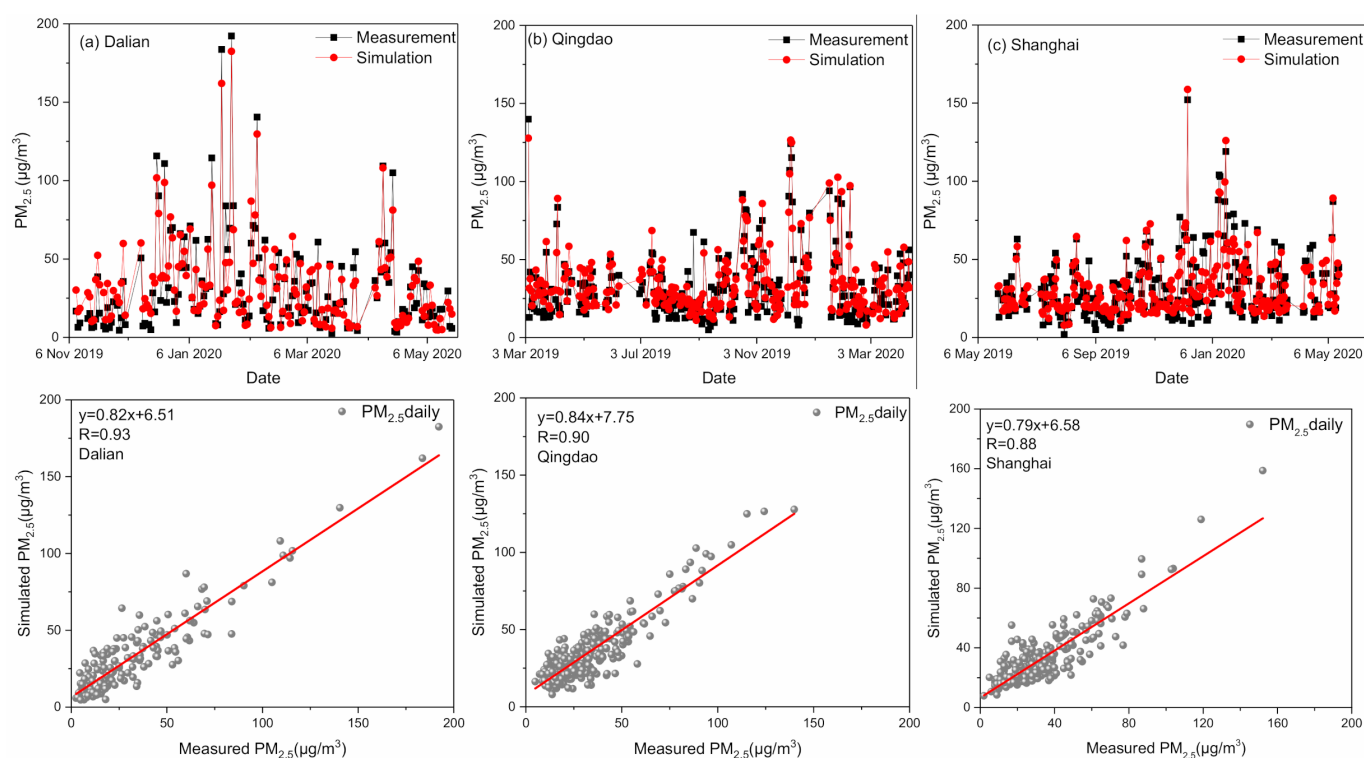 (a) Dalian
Measurement
Simulation
PM2.5 (μg/m³)
200
150
100
50
0
6 Nov 2019
6 Jan 2020
6 Mar 2020
6 May 2020
Date
(b) Qingdao
Measurement
Simulation
PM2.5 (μg/m³)
200
150
100
50
0
3 Mar 2019
3 Jul 2019
3 Nov 2019
3 Mar 2020
Date
(c) Shanghai
Measurement
Simulation
PM2.5 (μg/m³)
200
150
100
50
0
6 May 2019
6 Sep 2019
6 Jan 2020
6 May 2020
Date
y=0.82x+6.51
R=0.93
Dalian
PM2.5daily
Simulated PM2.5(μg/m³)
200
150
100
50
0
0
50
100
150
200
Measured PM2.5(μg/m³)
y=0.84x+7.75
R=0.90
Qingdao
PM2.5daily
Simulated PM2.5(μg/m³)
200
150
100
50
0
0
50
100
150
200
Measured PM2.5(μg/m³)
y=0.79x+6.58
R=0.88
Shanghai
PM2.5daily
Simulated PM2.5(μg/m³)
200
160
120
80
40
0
0
40
80
120
160
200
Measured PM2.5(μg/m³)